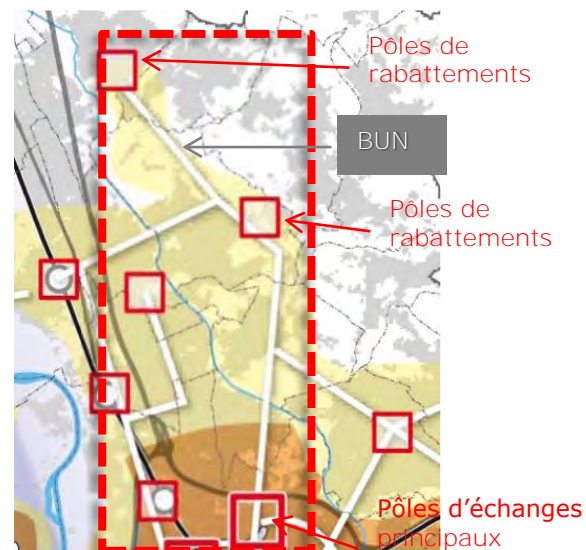 Pôles de
rabattements
BUN
Pôles de
rabattements
Pôles d’échanges
principaux